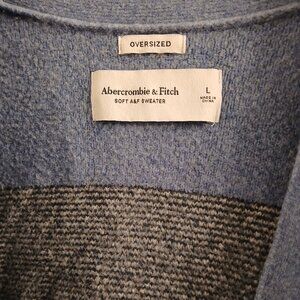 OVERSIZED
Abercrombie & Fitch
SOFT A&F SWEATER
L
MADE IN
CHINA